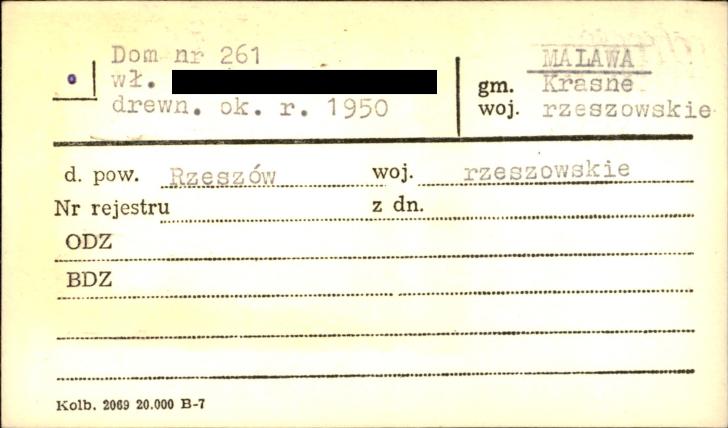 Dom nr 261
wł.
drewn. ok. r. 1950
MALAWA
gm. Krasne
woj. rzeszowskie
d. pow. Rzeszów woj. rzeszowskie
Nr rejestru z dn.
ODZ
BDZ
Kolb. 2069 20.000 B-7